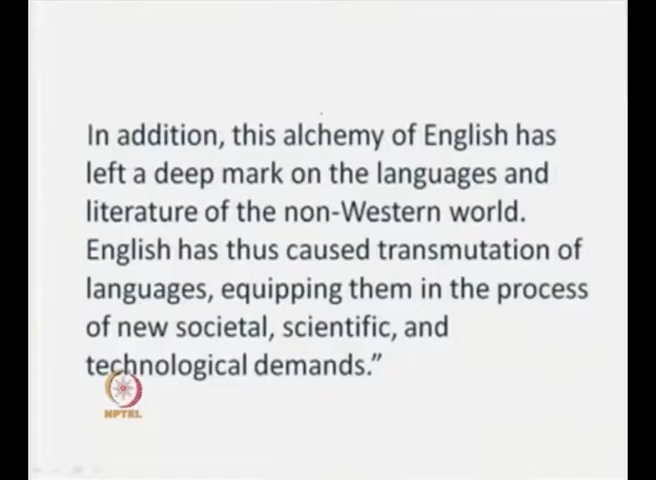 In addition, this alchemy of English has
left a deep mark on the languages and
literature of the non-Western world.
English has thus caused transmutation of
languages, equipping them in the process
of new societal, scientific, and
technological demands.”
NPTEL